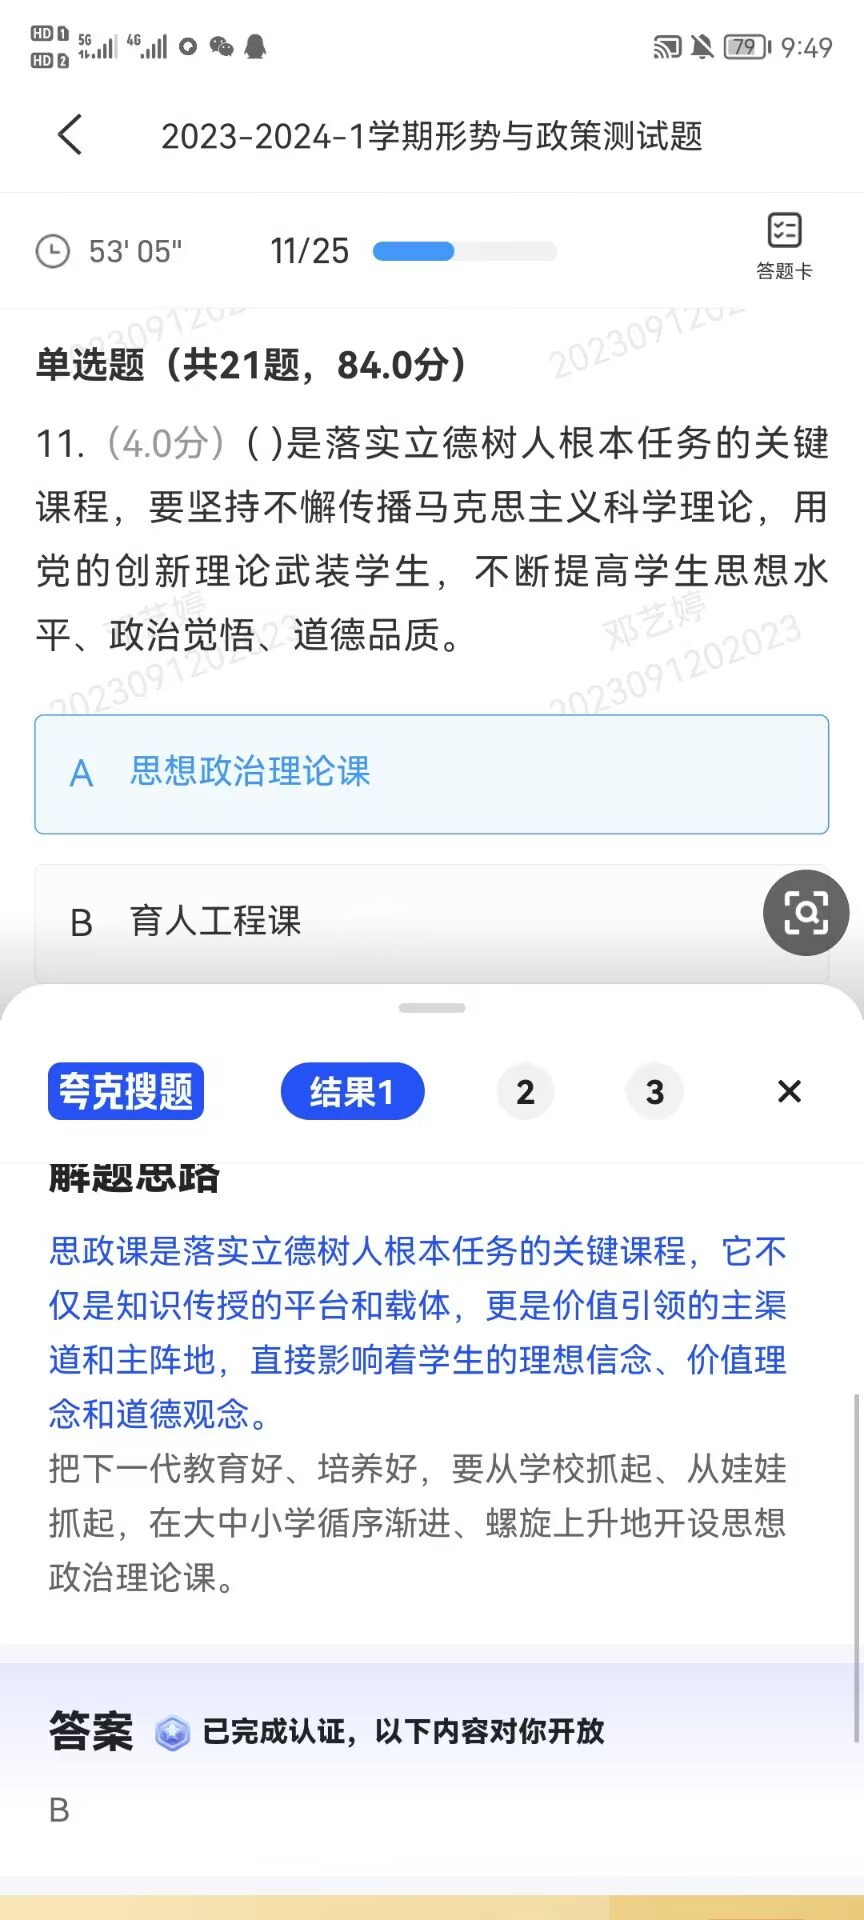 HD 1 5G 4G 79 9:49
HD 2
2023-2024-1学期形势与政策测试题
53' 05" 11/25
答题卡
单选题（共21题，84.0分）
11.（4.0分）( )是落实立德树人根本任务的关键
课程，要坚持不懈传播马克思主义科学理论，用
党的创新理论武装学生，不断提高学生思想水
平、政治觉悟、道德品质。
邓艺婷
202309120​2023
邓艺婷
2023091202023
A 思想政治理论课
B 育人工程课
夸克搜题 结果1 2 3 ×
解题思路
思政课是落实立德树人根本任务的关键课程，它不
仅是知识传授的平台和载体，更是价值引领的主渠
道和主阵地，直接影响着学生的理想信念、价值理
念和道德观念。
把下一代教育好、培养好，要从学校抓起、从娃娃
抓起，在大中小学循序渐进、螺旋上升地开设思想
政治理论课。
答案 已完成认证，以下内容对你开放
B